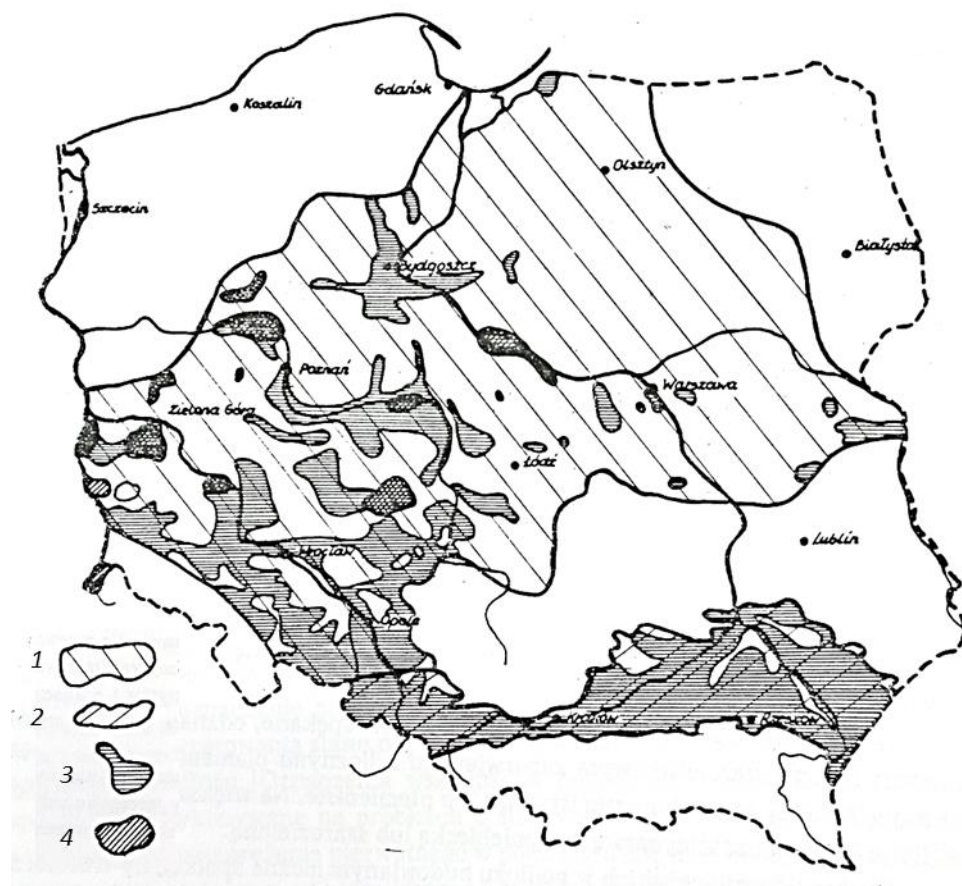 Gdańsk
Koszalin
Olsztyn
Szczecin
Białysto
Bydgoszcz
Poznań
Warszawa
Zielona Góra
Łódź
Wrocław
Lublin
Opole
1
2
Kraków
Rzeszów
3
4